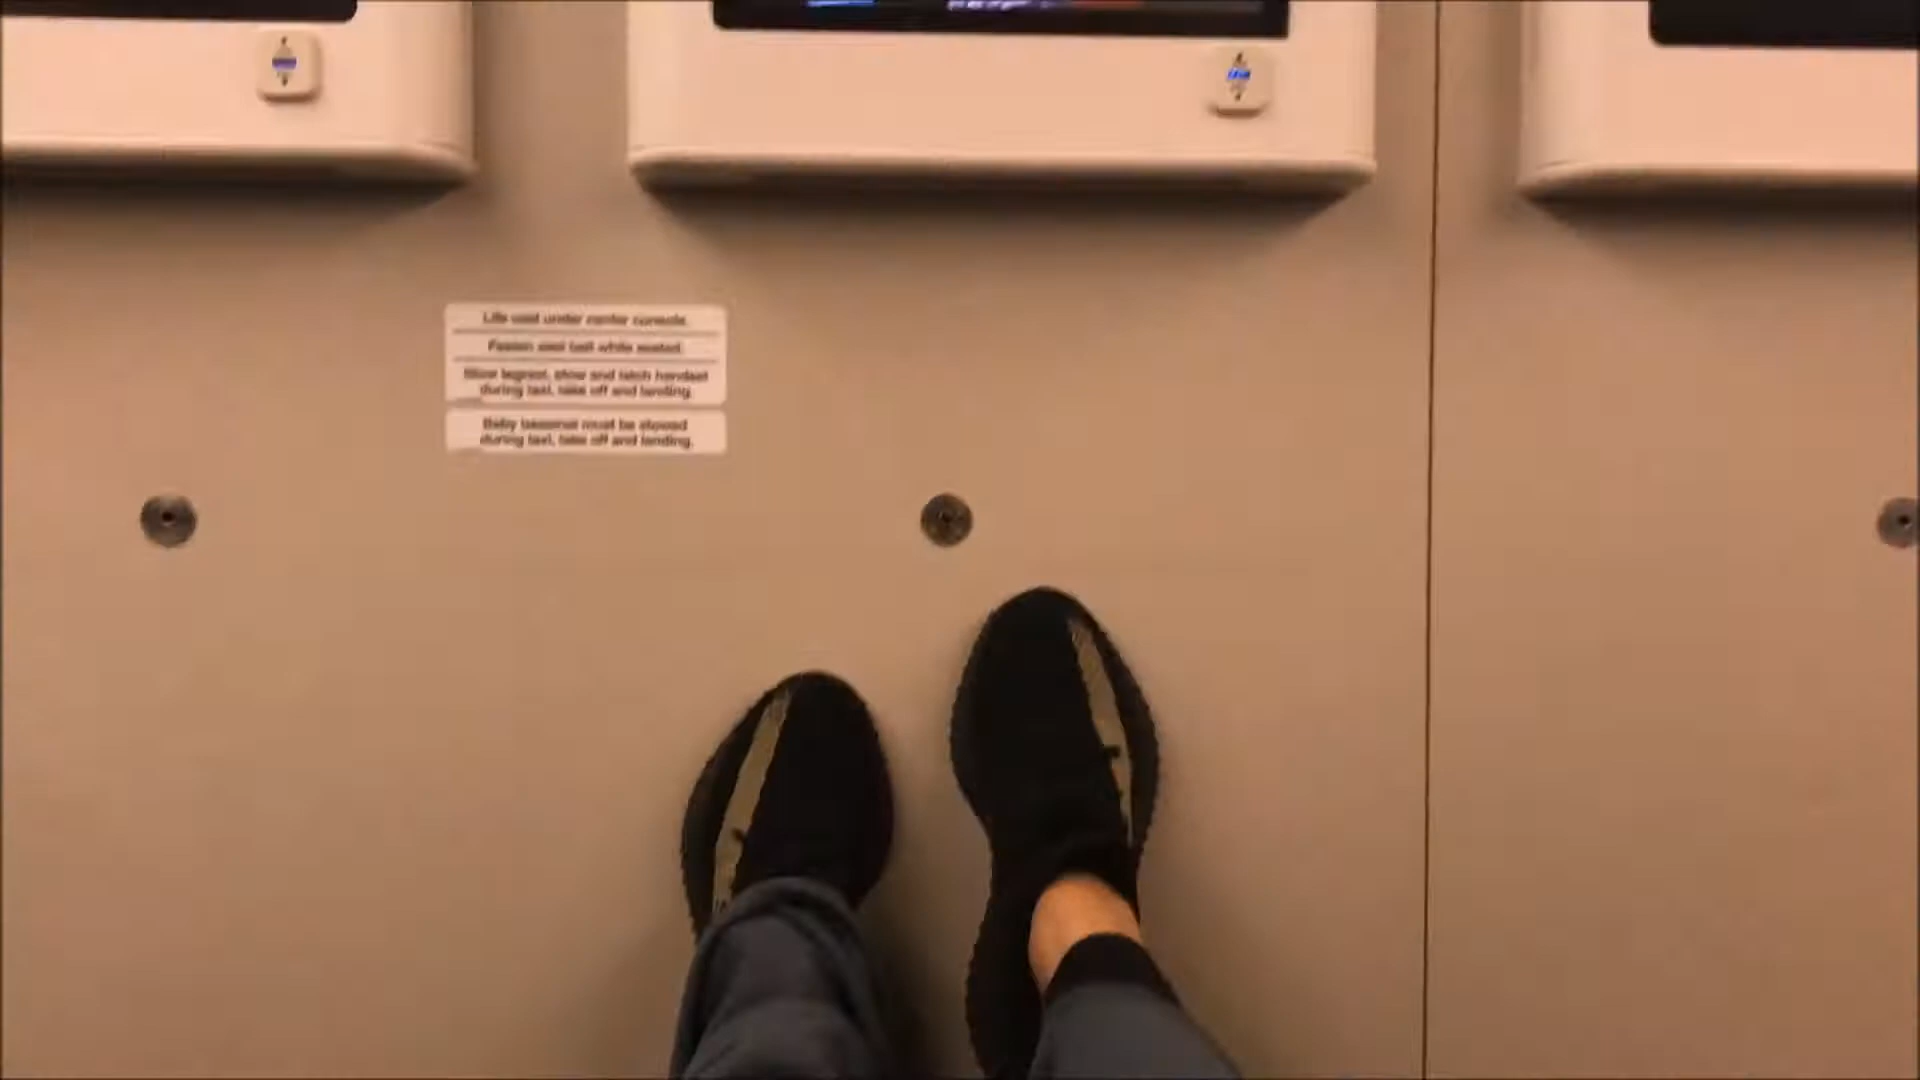 Life vest under center console.
Fasten seat belt while seated.
Stow legrest, stow and latch handset
during taxi, take off and landing.
Baby bassinet must be stowed
during taxi, take off and landing.